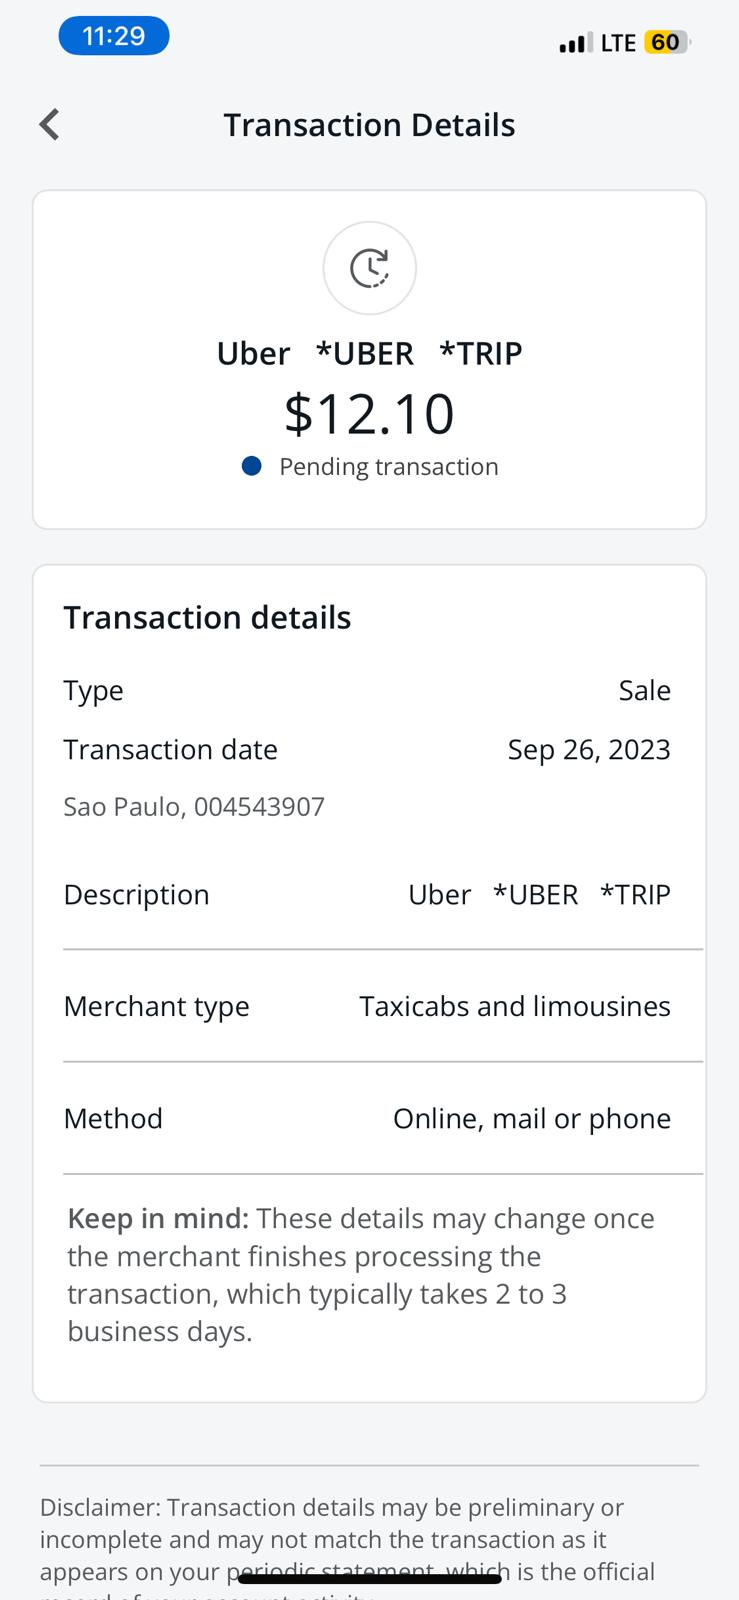 11:29
LTE 60
Transaction Details
Uber *UBER *TRIP
$12.10
Pending transaction
Transaction details
Type Sale
Transaction date Sep 26, 2023
Sao Paulo, 004543907
Description Uber *UBER *TRIP
Merchant type Taxicabs and limousines
Method Online, mail or phone
Keep in mind: These details may change once
the merchant finishes processing the
transaction, which typically takes 2 to 3
business days.
Disclaimer: Transaction details may be preliminary or
incomplete and may not match the transaction as it
appears on your periodic statement, which is the official